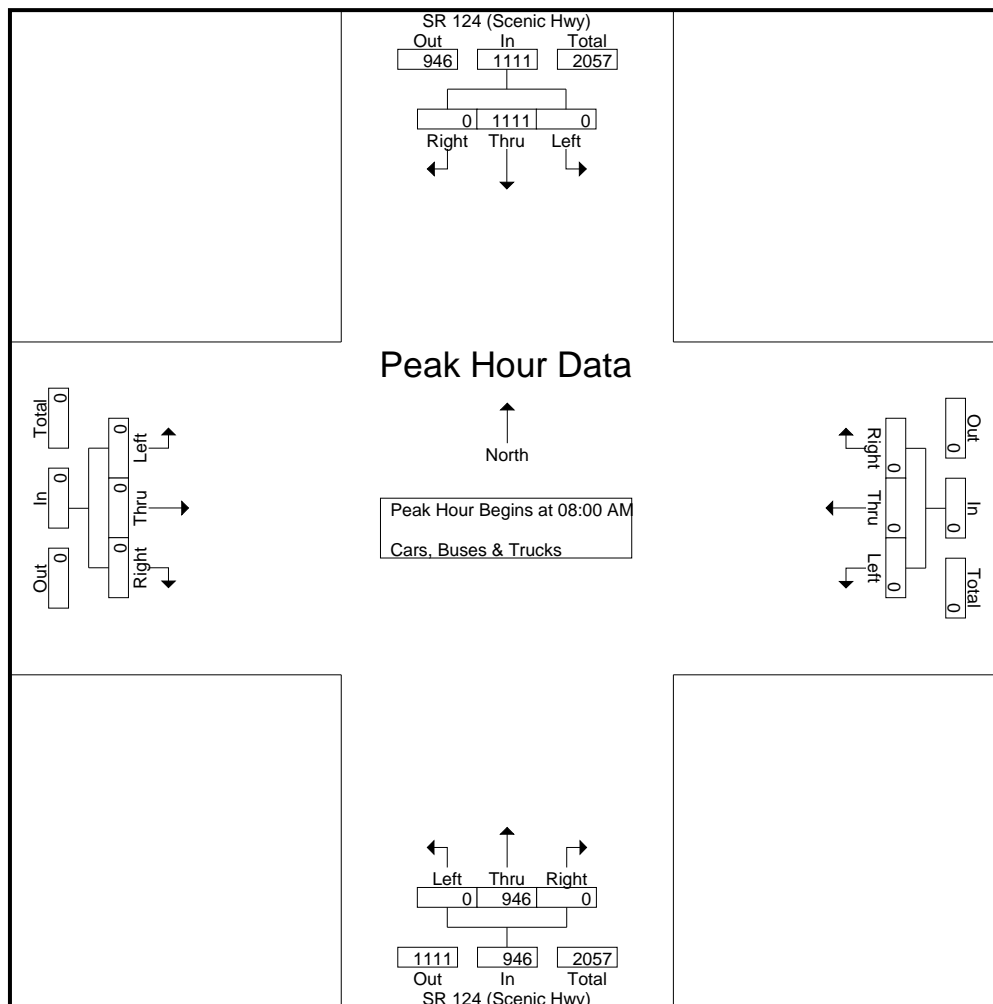 SR 124 (Scenic Hwy)
Out In Total
946 1111 2057
0 1111 0
Right Thru Left
Peak Hour Data
North
Peak Hour Begins at 08:00 AM
Cars, Buses & Trucks
Total In Out
0 0 0
0 0 0
Left Thru Right
Right Thru Left
0 0 0
Out In Total
0 0 0
Left Thru Right
0 946 0
1111 946 2057
Out In Total
SR 124 (Scenic Hwy)